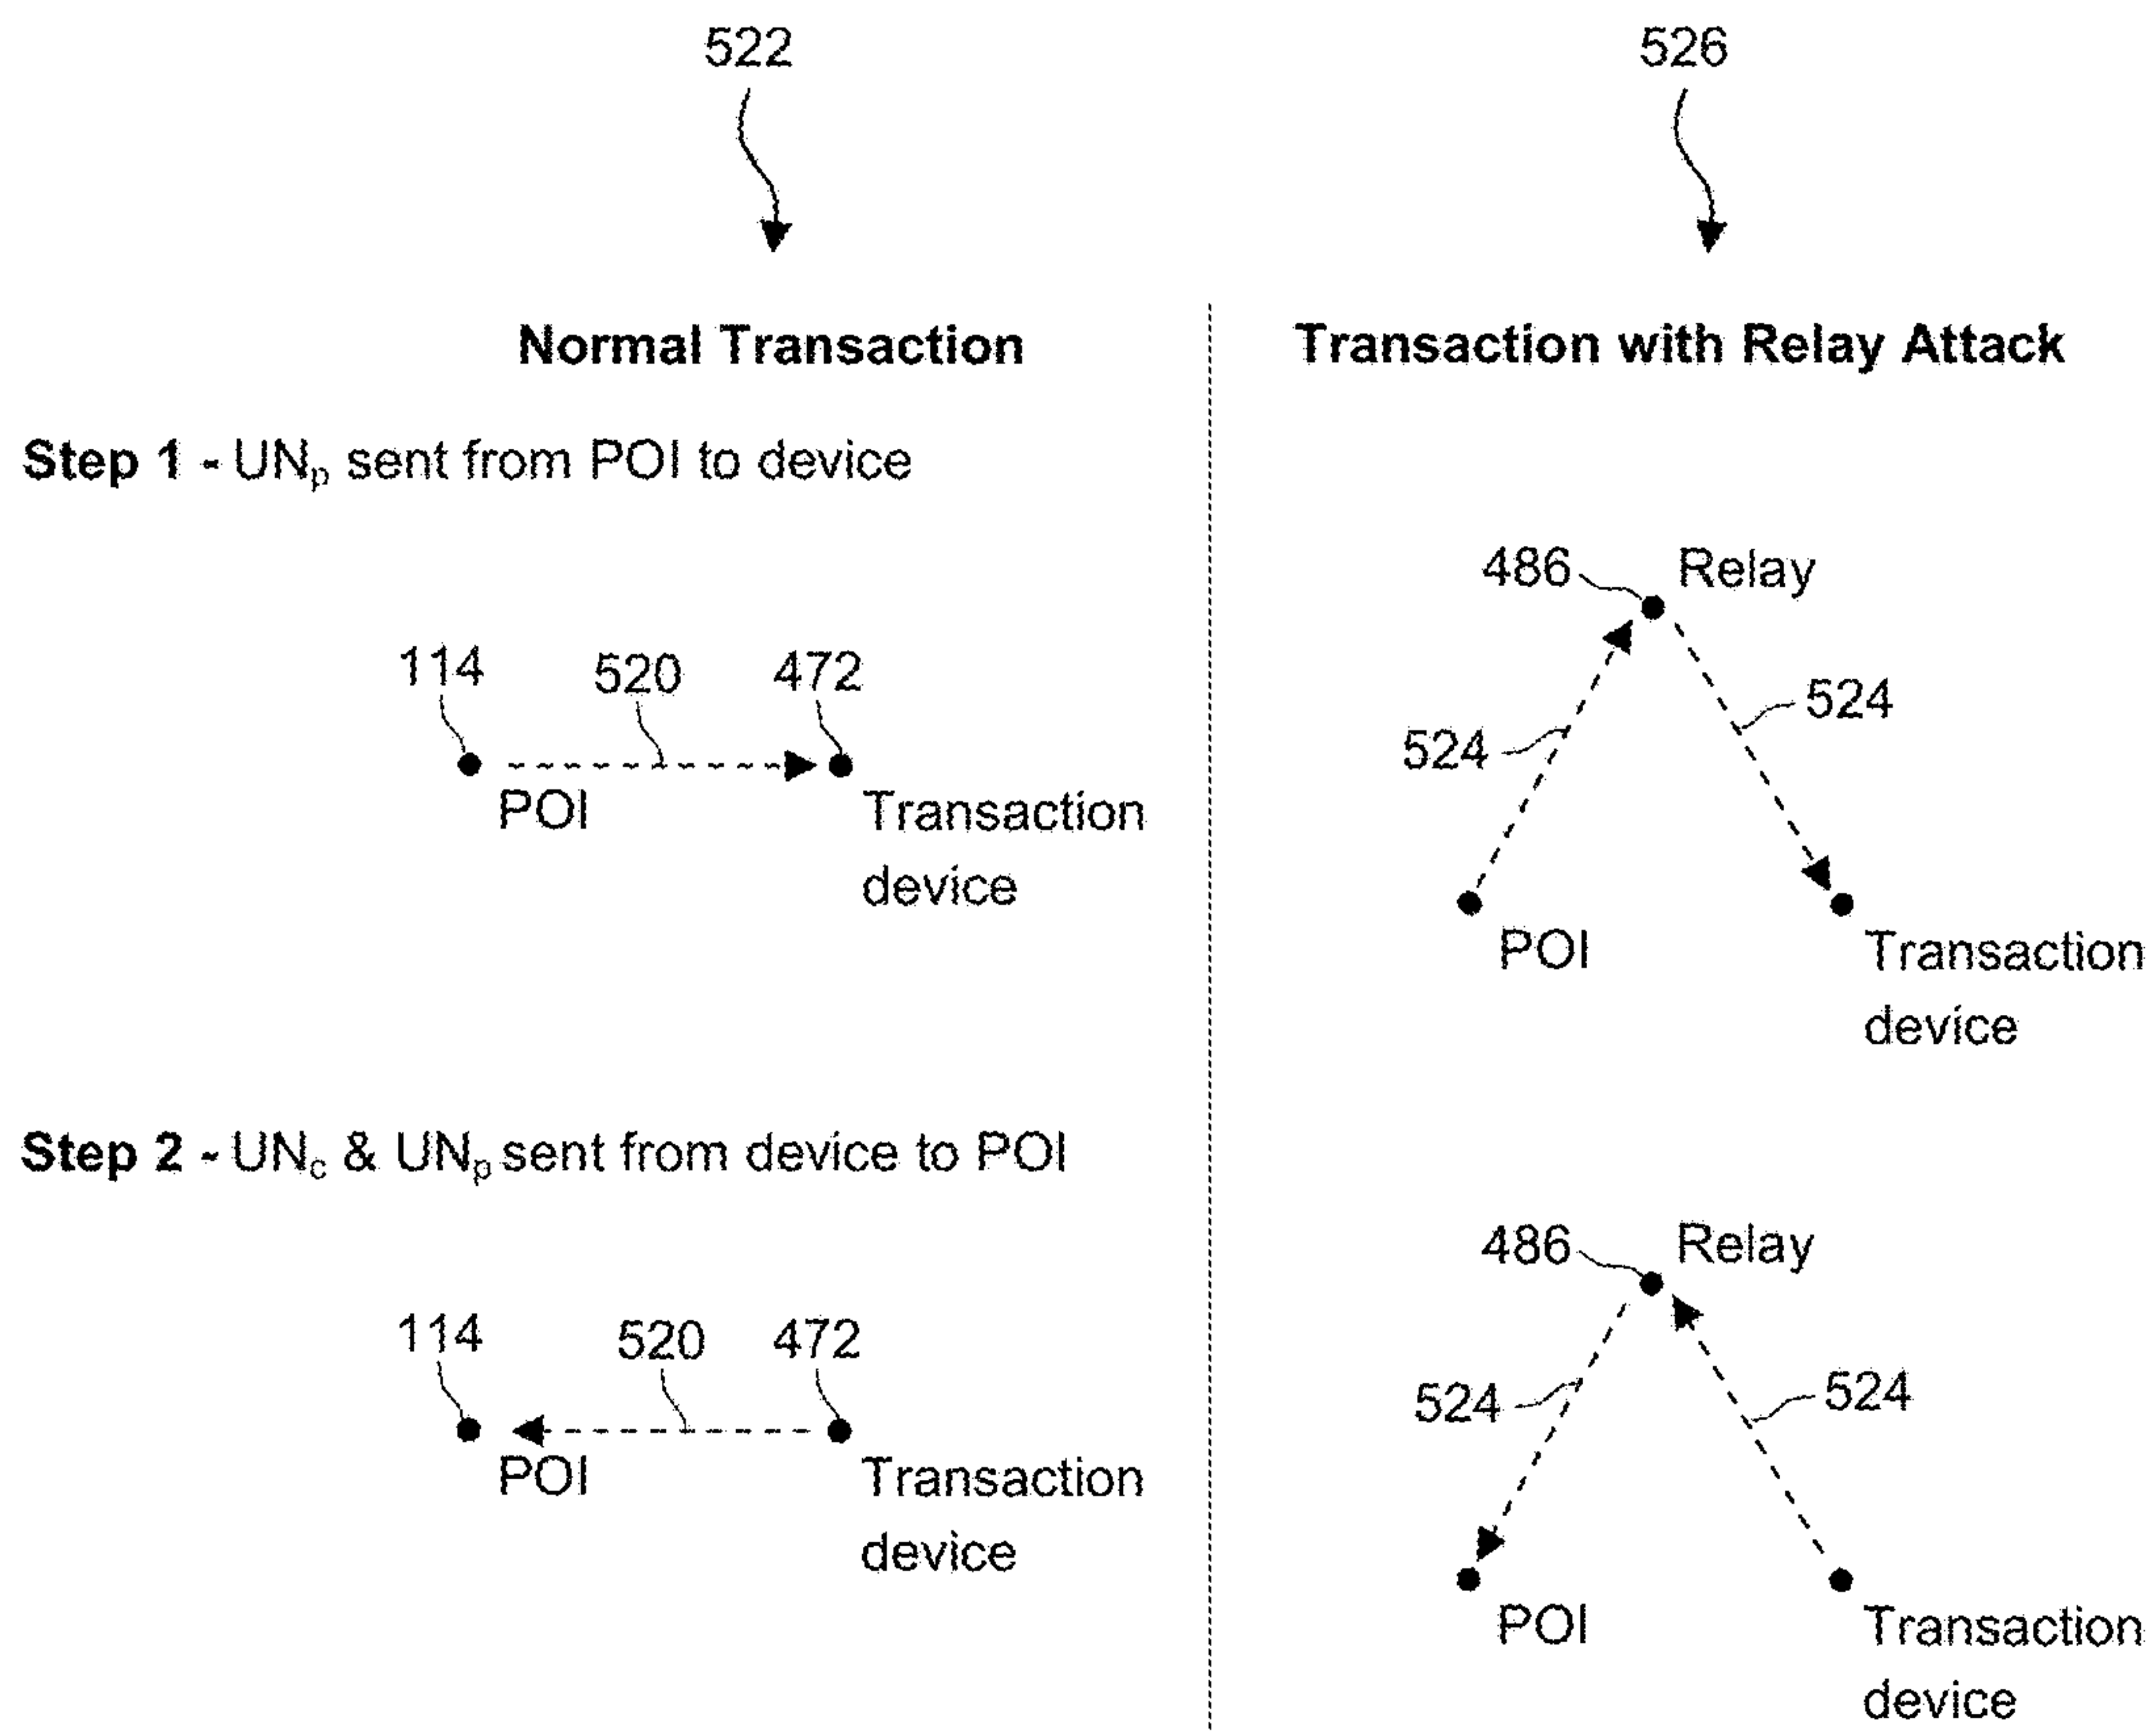 522
526
Normal Transaction
Transaction with Relay Attack
Step 1 - UNp sent from POI to device
486 Relay
114 520 472
524
524
POI
Transaction
device
POI
Transaction
device
Step 2 - UNc & UNp sent from device to POI
486 Relay
114 520 472
524
524
POI
Transaction
device
POI
Transaction
device